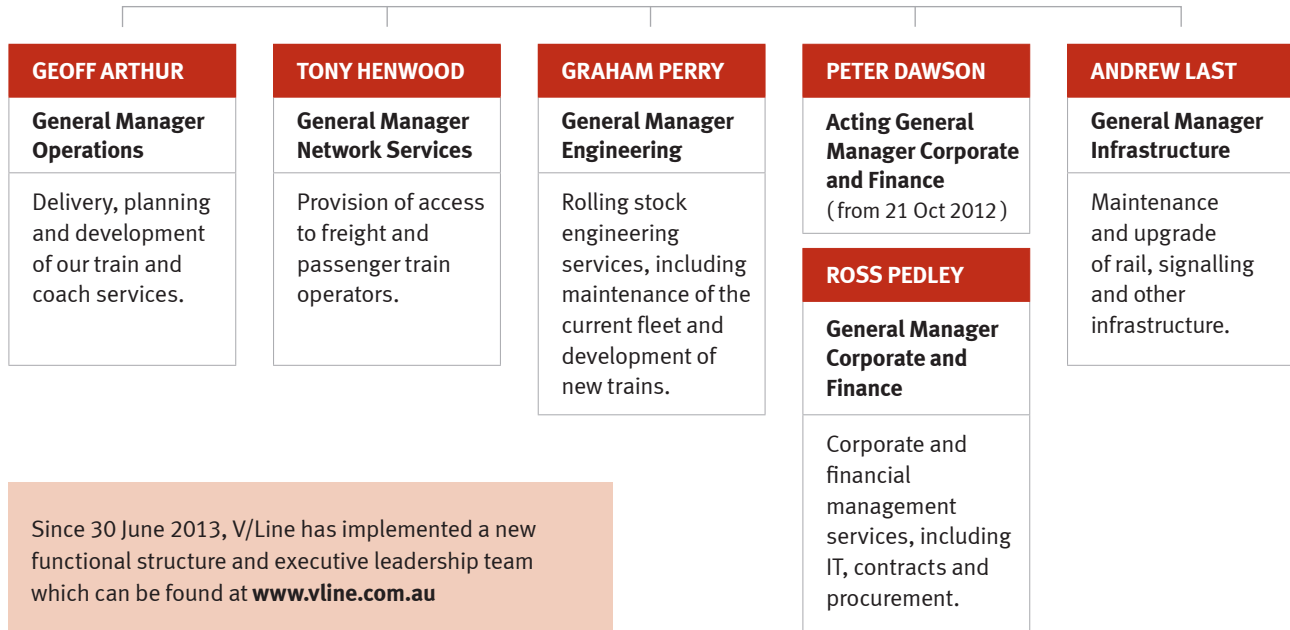 GEOFF ARTHUR
General Manager
Operations
Delivery, planning
and development
of our train and
coach services.
TONY HENWOOD
General Manager
Network Services
Provision of access
to freight and
passenger train
operators.
GRAHAM PERRY
General Manager
Engineering
Rolling stock
engineering
services, including
maintenance of the
current fleet and
development of
new trains.
PETER DAWSON
Acting General
Manager Corporate
and Finance
(from 21 Oct 2012)
ROSS PEDLEY
General Manager
Corporate and
Finance
Corporate and
financial
management
services, including
IT, contracts and
procurement.
ANDREW LAST
General Manager
Infrastructure
Maintenance
and upgrade
of rail, signalling
and other
infrastructure.
Since 30 June 2013, V/Line has implemented a new
functional structure and executive leadership team
which can be found at www.vline.com.au